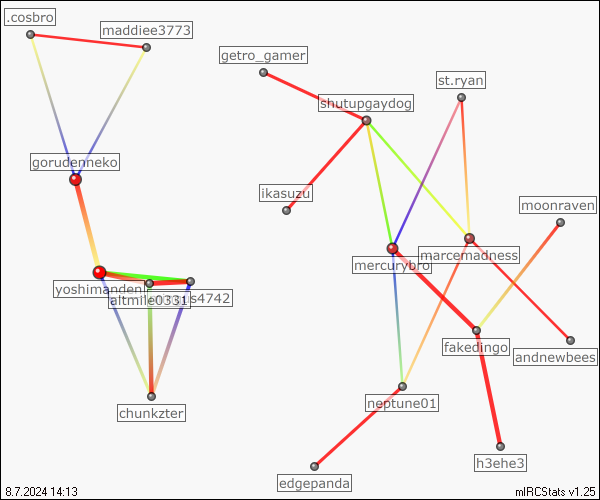 .cosbro
maddiee3773
getro_gamer
st.ryan
shutupgaydog
gorudenneko
ikasuzu
moonraven
mercurybro
marcemadness
yoshimanden
altmile0331
chunkzter
fakedingo
andnewbees
neptune01
h3ehe3
edgepanda
8.7.2024 14:13
mIRCStats v1.25